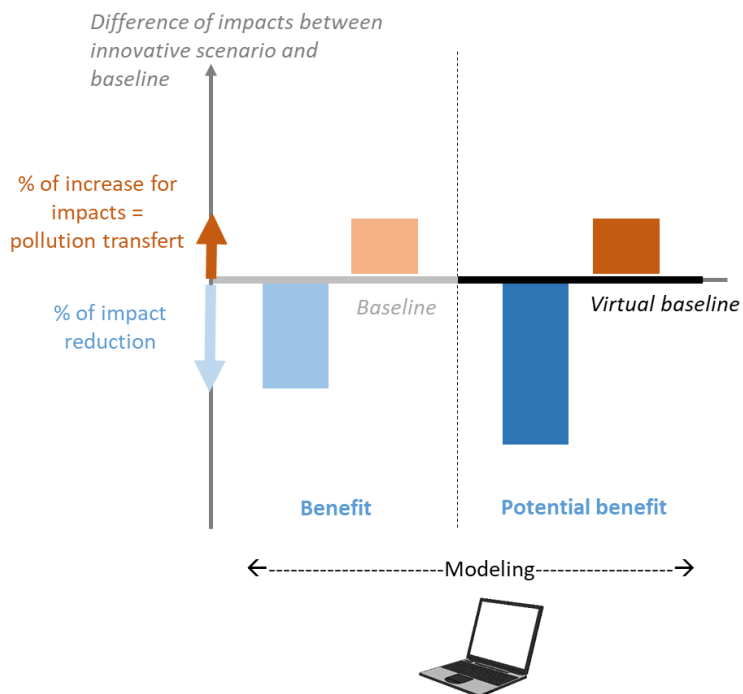 Difference of impacts between
innovative scenario and
baseline
% of increase for
impacts =
pollution transfert
% of impact
reduction
Baseline
Virtual baseline
Benefit
Potential benefit
←--------------------Modeling----------------→